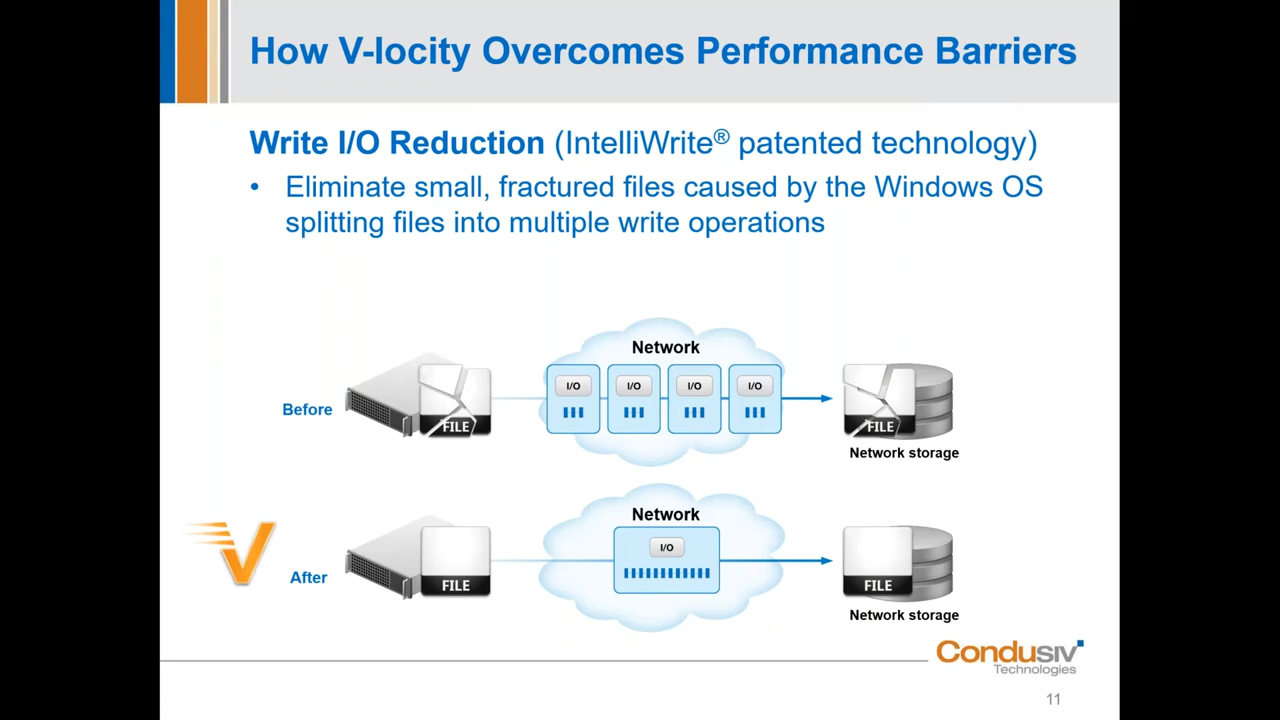 How V-locity Overcomes Performance Barriers
Write I/O Reduction (IntelliWrite® patented technology)
• Eliminate small, fractured files caused by the Windows OS
splitting files into multiple write operations
Network
I/O I/O I/O I/O
Before
FILE
FILE
Network storage
Network
I/O
After
FILE
FILE
Network storage
Condusiv
Technologies
11